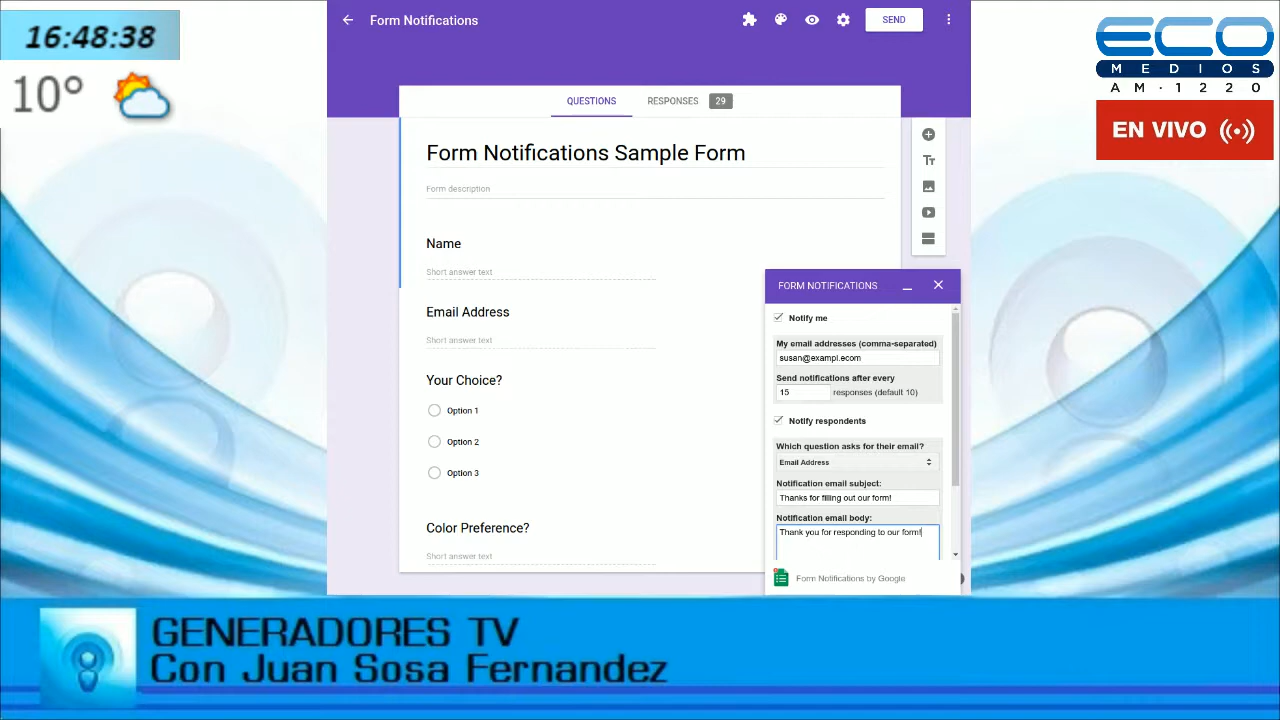 16:48:38
10°
Form Notifications
SEND
ECO
MEDIOS
AM·1220
EN VIVO
QUESTIONS
RESPONSES 29
Form Notifications Sample Form
Form description
Name
Short answer text
Email Address
Short answer text
Your Choice?
Option 1
Option 2
Option 3
Color Preference?
Short answer text
Tт
FORM NOTIFICATIONS
Notify me
My email addresses (comma-separated)
susan@exampl.ecom
Send notifications after every
15 responses (default 10)
Notify respondents
Which question asks for their email?
Email Address
Notification email subject:
Thanks for filling out our form!
Notification email body:
Thank you for responding to our form!
Form Notifications by Google
GENERADORES TV
Con Juan Sosa Fernandez